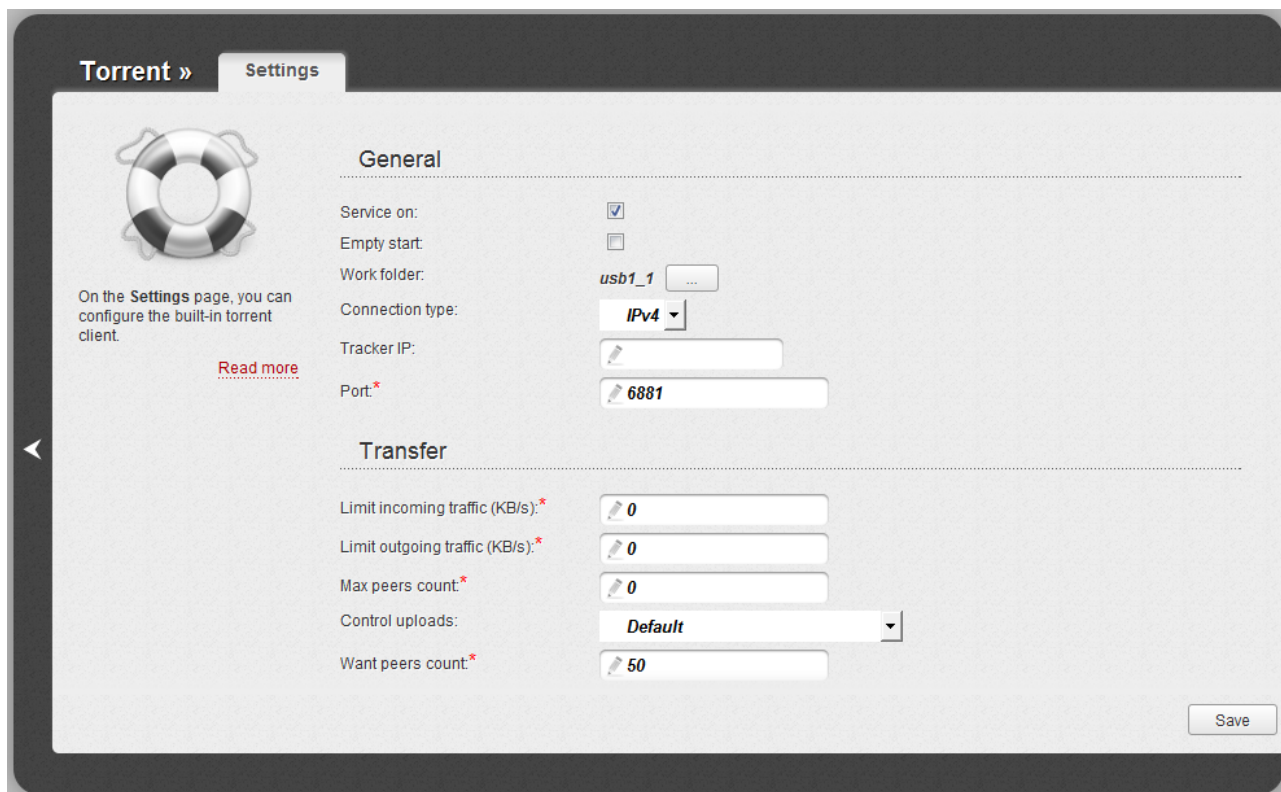 Torrent »
Settings
On the Settings page, you can
configure the built-in torrent
client.
Read more
General
Service on:
Empty start:
Work folder: usb1_1 ...
Connection type: IPv4
Tracker IP:
Port:* 6881
Transfer
Limit incoming traffic (KB/s):* 0
Limit outgoing traffic (KB/s):* 0
Max peers count:* 0
Control uploads: Default
Want peers count:* 50
Save